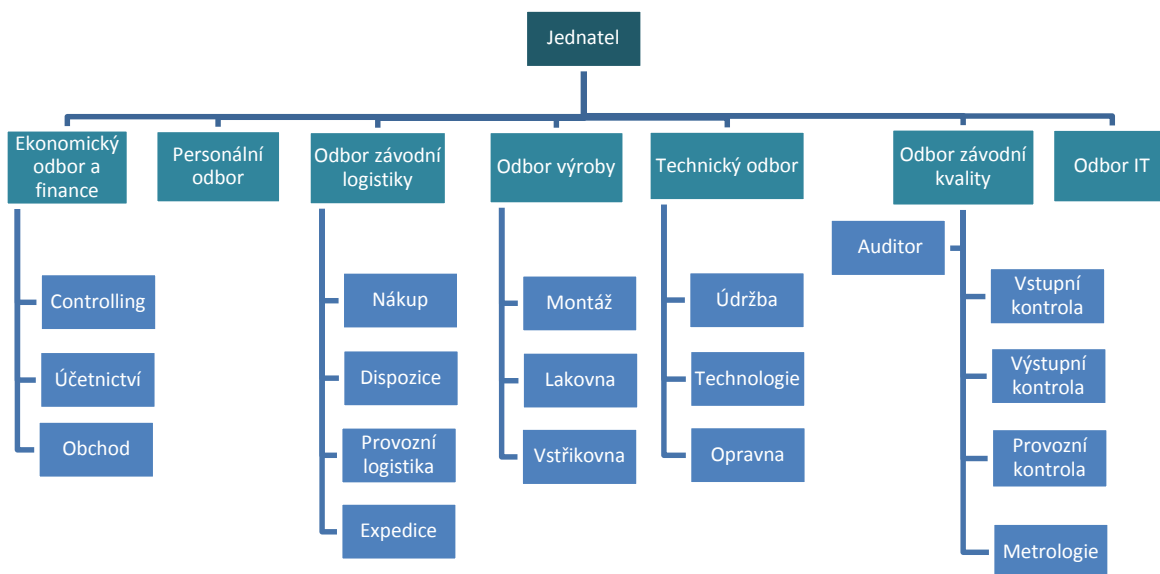 Jednatel
Ekonomický
odbor a
finance
Personální
odbor
Odbor závodní
logistiky
Odbor výroby
Technický odbor
Odbor závodní
kvality
Odbor IT
Controlling
Účetnictví
Obchod
Nákup
Dispozice
Provozní
logistika
Expedice
Montáž
Lakovna
Vstřikovna
Údržba
Technologie
Opravna
Auditor
Vstupní
kontrola
Výstupní
kontrola
Provozní
kontrola
Metrologie